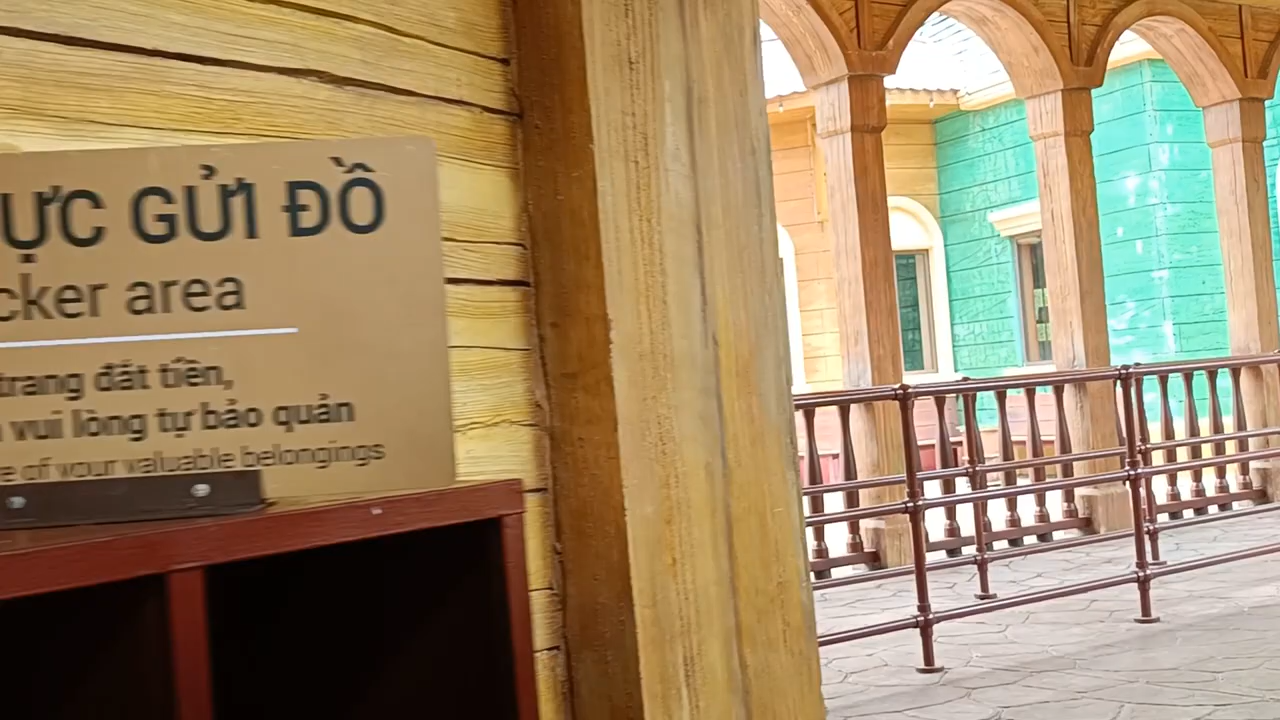 ỰC GỬI ĐỒ
cker area
trang đắt tiền,
vui lòng tự bảo quản
e of your valuable belongings